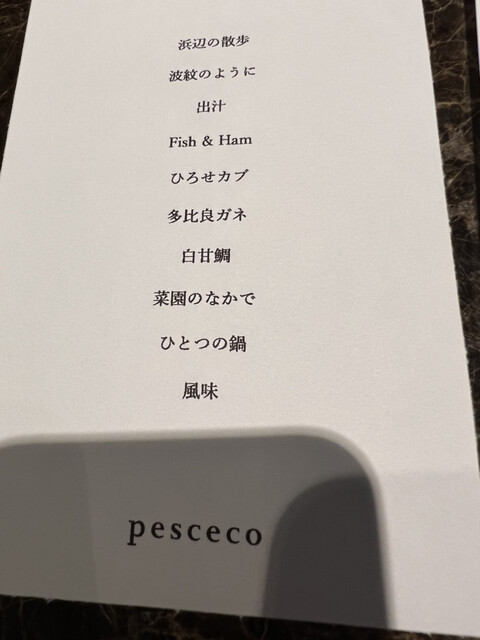 浜辺の散歩
波紋のように
出汁
Fish & Ham
ひろせカブ
多比良ガネ
白甘鯛
菜園のなかで
ひとつの鍋
風味
pesceco